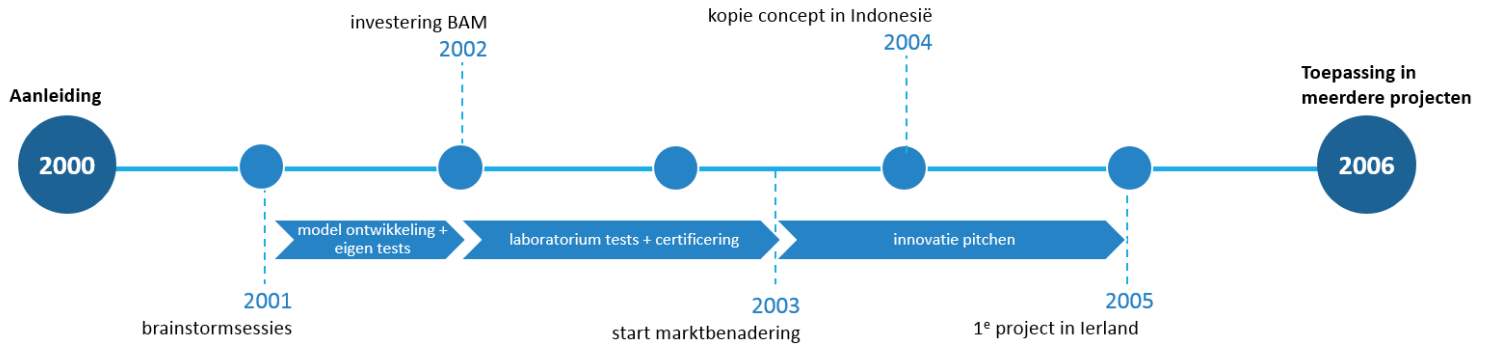 Aanleiding
2000
2001
brainstormsessies
model ontwikkeling +
eigen tests
investering BAM
2002
laboratorium tests + certificering
2003
start marktbenadering
kopie concept in Indonesië
2004
innovatie pitchen
2005
1e project in Ierland
Toepassing in
meerdere projecten
2006